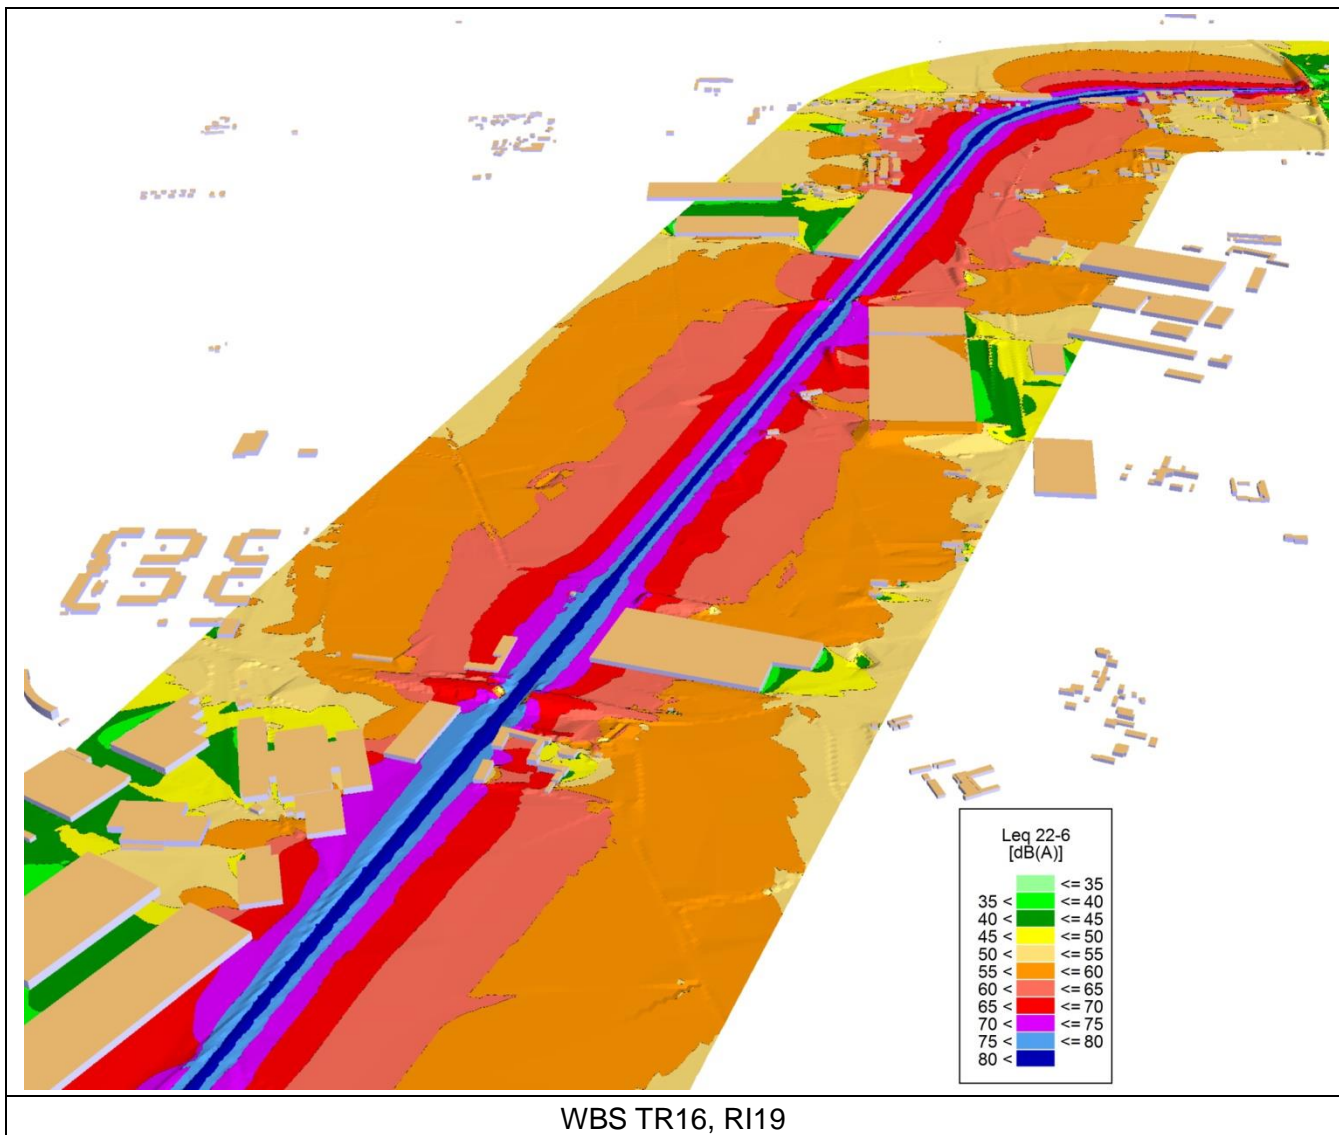 Leq 22-6
[dB(A)]
<= 35
35 < <= 40
40 < <= 45
45 < <= 50
50 < <= 55
55 < <= 60
60 < <= 65
65 < <= 70
70 < <= 75
75 < <= 80
80 <
WBS TR16, RI19